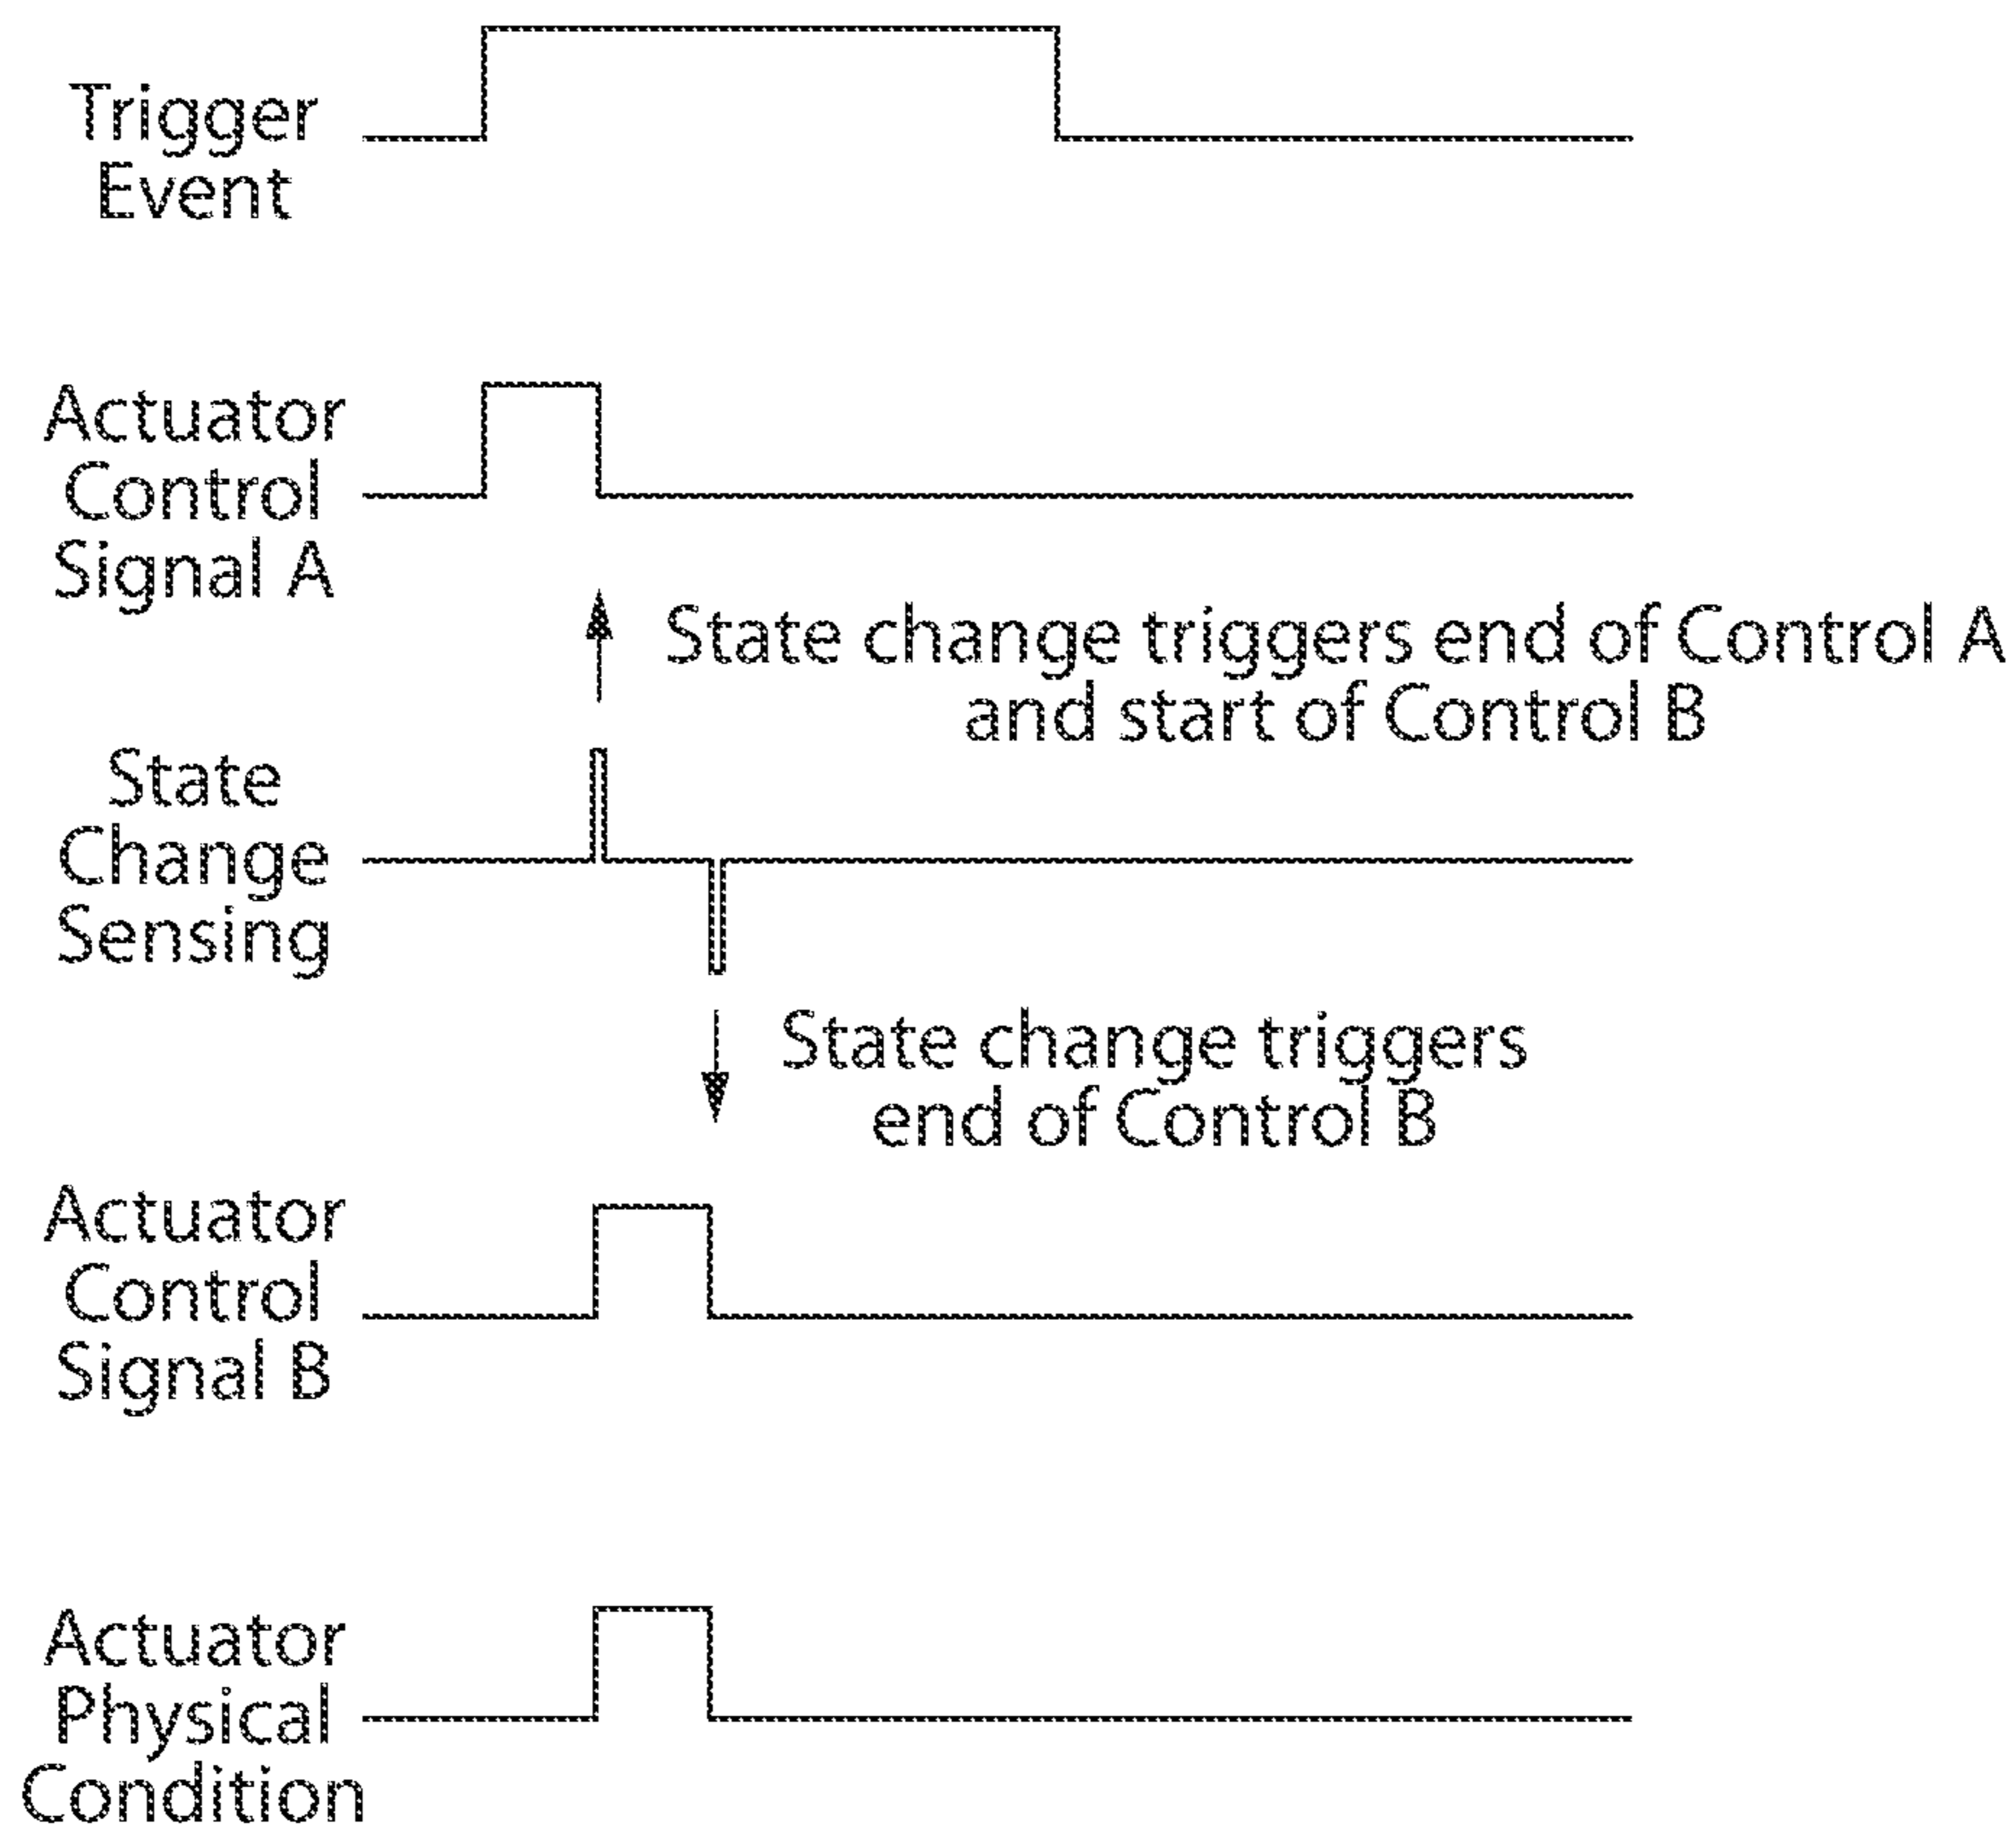 Trigger
Event
Actuator
Control
Signal A
State change triggers end of Control A
and start of Control B
State
Change
Sensing
State change triggers
end of Control B
Actuator
Control
Signal B
Actuator
Physical
Condition